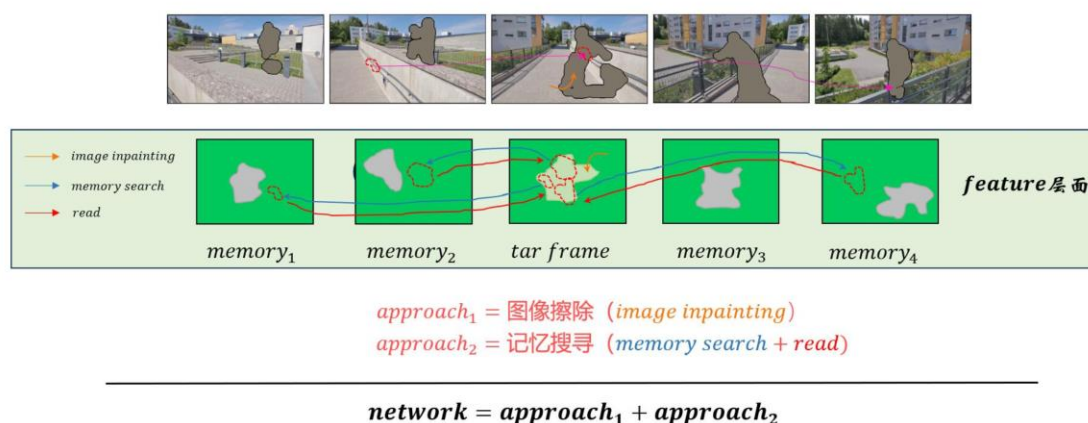 image inpainting
memory search
read
feature层面
memory₁
memory₂
tar frame
memory₃
memory₄
approach₁ = 图像擦除（image inpainting）
approach₂ = 记忆搜寻（memory search + read）
network = approach₁ + approach₂